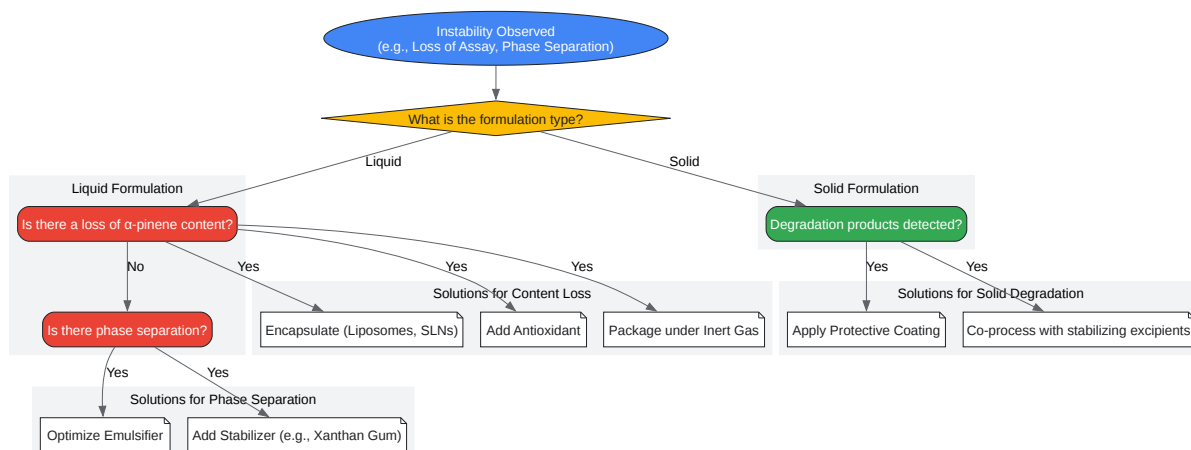 Instability Observed
(e.g., Loss of Assay, Phase Separation)
What is the formulation type?
Liquid
Solid
Liquid Formulation
Solid Formulation
Is there a loss of α-pinene content?
Degradation products detected?
No
Yes
Yes
Yes
Yes
Yes
Solutions for Content Loss
Solutions for Solid Degradation
Is there phase separation?
Encapsulate (Liposomes, SLNs)
Add Antioxidant
Package under Inert Gas
Apply Protective Coating
Co-process with stabilizing excipients
Yes
Yes
Solutions for Phase Separation
Optimize Emulsifier
Add Stabilizer (e.g., Xanthan Gum)